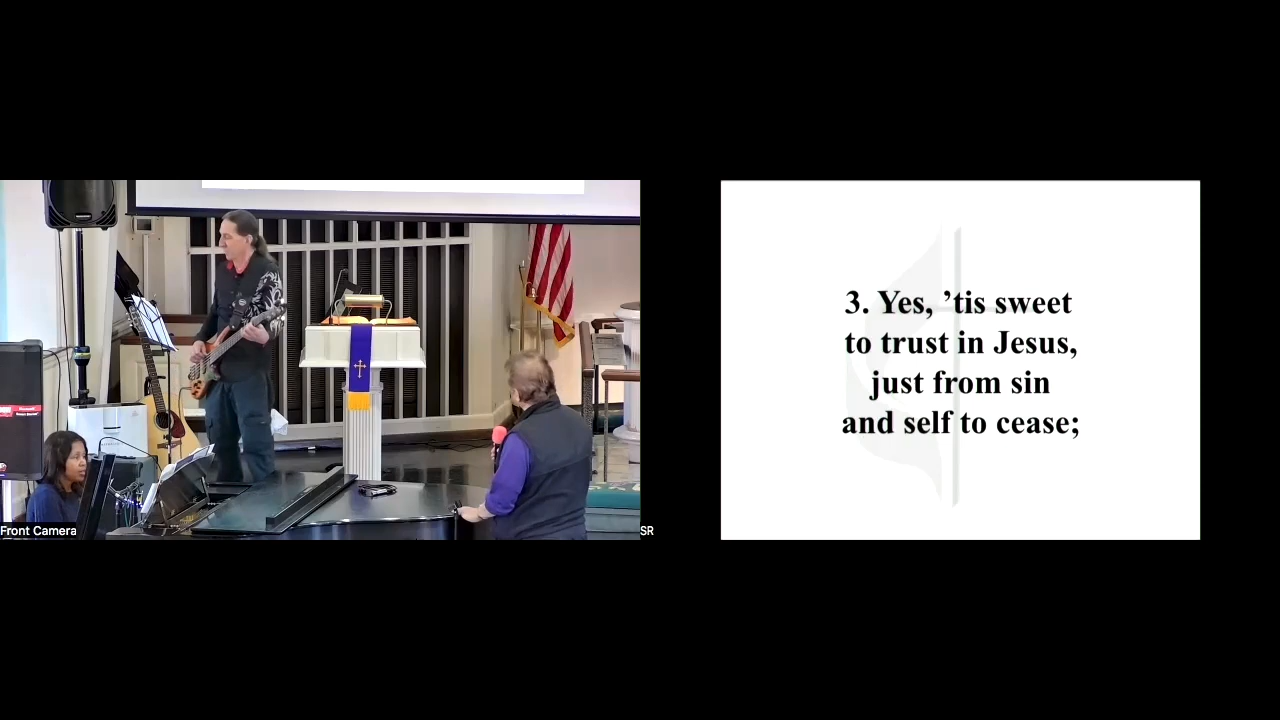 Front Camera
SR
3. Yes, ’tis sweet
to trust in Jesus,
just from sin
and self to cease;